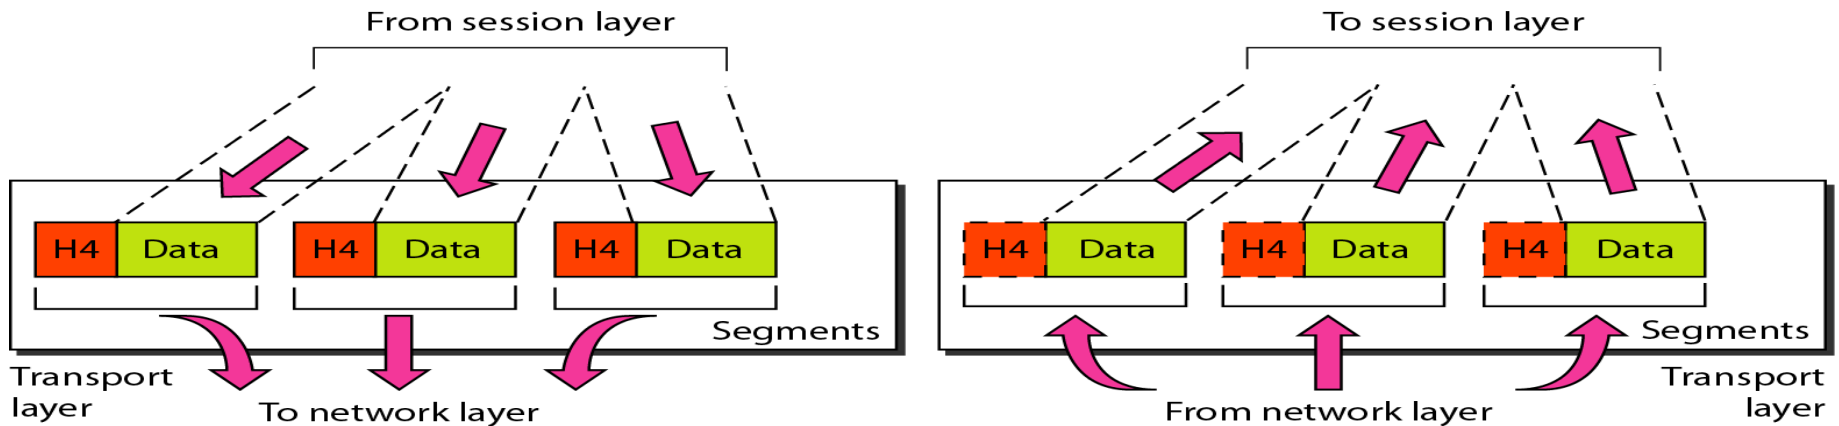 From session layer
H4 Data H4 Data H4 Data
Segments
Transport
layer
To network layer
To session layer
H4 Data H4 Data H4 Data
Segments
From network layer
Transport
layer